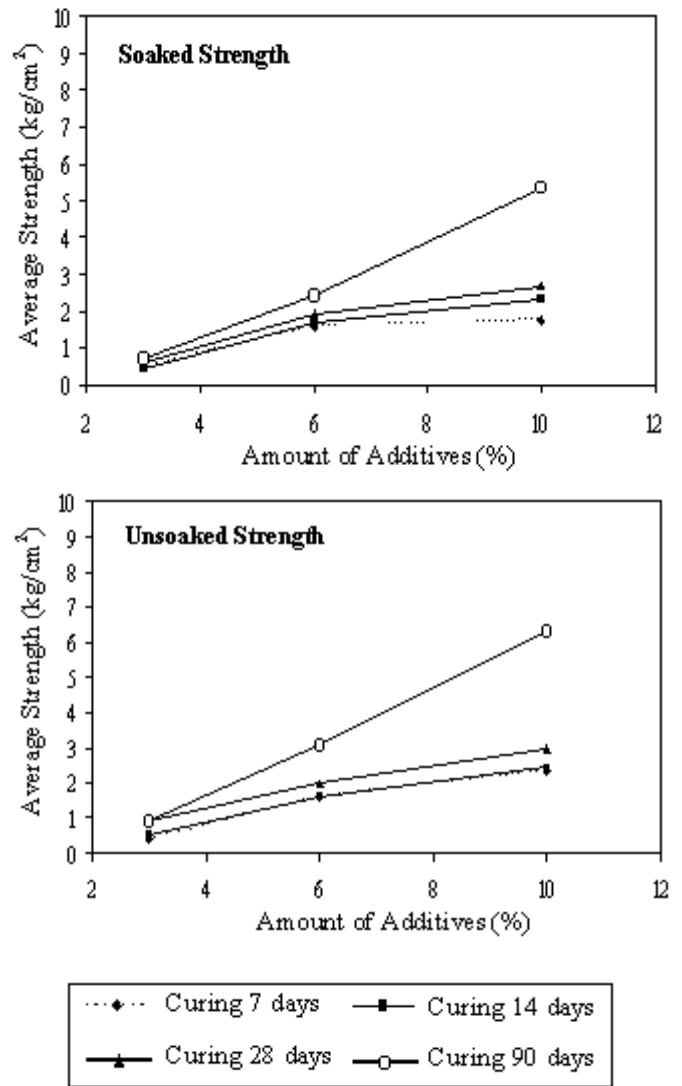 Soaked Strength
Average Strength (kg/cm²)
10
9
8
7
6
5
4
3
2
1
0
2 4 6 8 10 12
Amount of Additives (%)
Unsoaked Strength
Average Strength (kg/cm²)
10
9
8
7
6
5
4
3
2
1
0
2 4 6 8 10 12
Amount of Additives (%)
Curing 7 days Curing 14 days
Curing 28 days Curing 90 days